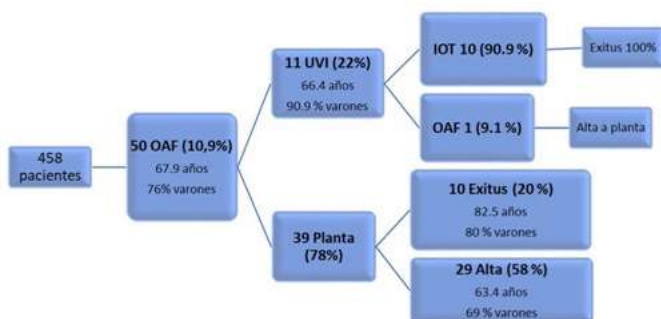 458
pacientes
50 OAF (10,9%)
67.9 años
76% varones
11 UVI (22%)
66.4 años
90.9 % varones
IOT 10 (90.9 %)
Exitus 100%
OAF 1 (9.1 %)
Alta a planta
39 Planta
(78%)
10 Exitus (20 %)
82.5 años
80 % varones
29 Alta (58 %)
63.4 años
69 % varones